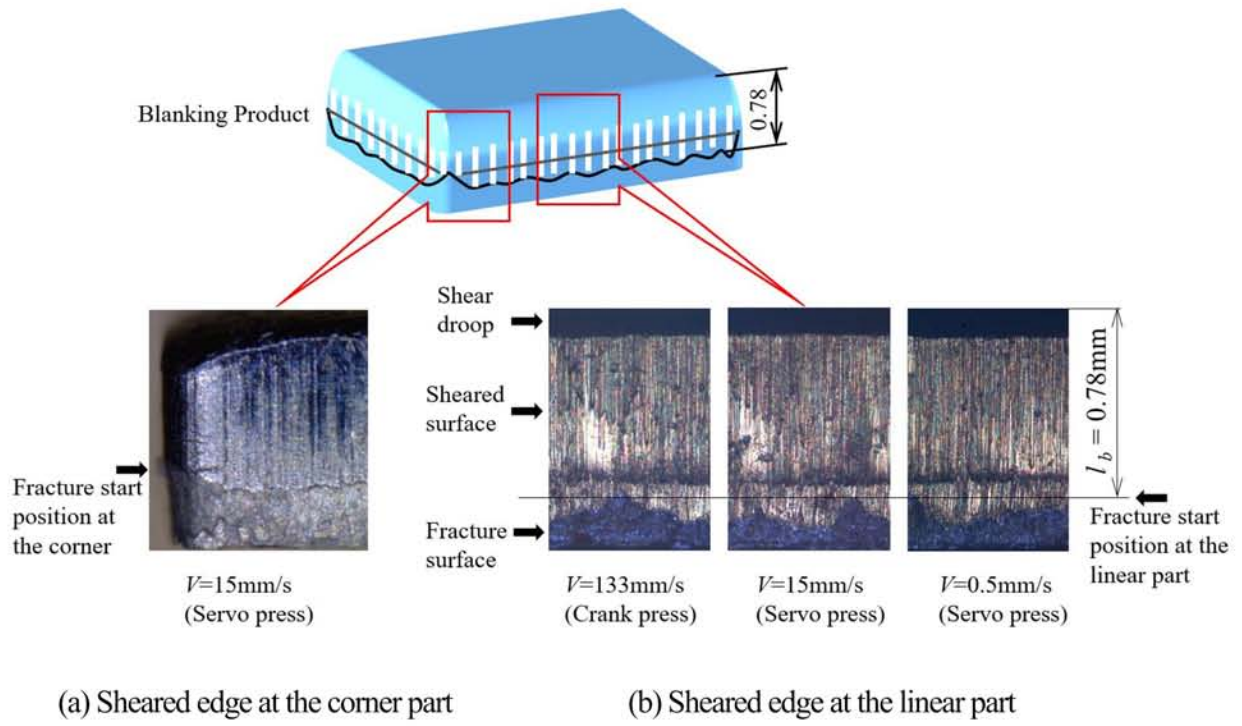 Blanking Product
0.78
Shear
droop
Sheared
surface
Fracture
surface
Fracture start
position at
the corner
l_b = 0.78mm
Fracture start
position at the
linear part
V=15mm/s
(Servo press)
V=133mm/s
(Crank press)
V=15mm/s
(Servo press)
V=0.5mm/s
(Servo press)
(a) Sheared edge at the corner part
(b) Sheared edge at the linear part